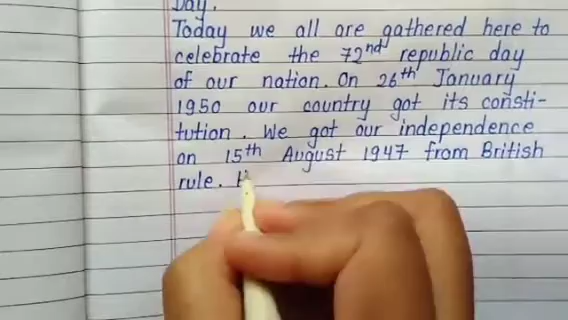 Day.
Today we all are gathered here to
celebrate the 72nd republic day
of our nation. On 26th January
1950 our country got its consti-
tution. We got our independence
on 15th August 1947 from British
rule.